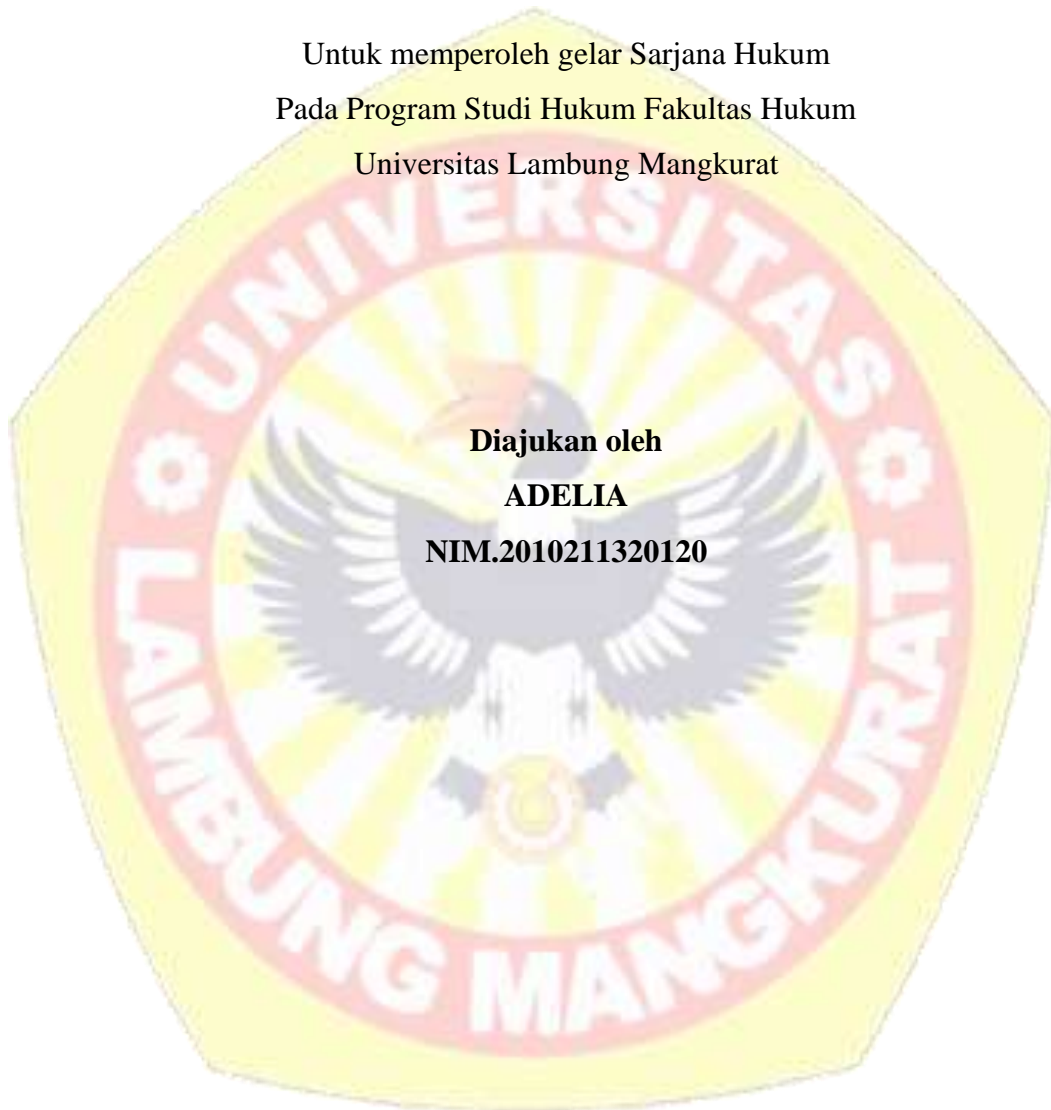 Untuk memperoleh gelar Sarjana Hukum
Pada Program Studi Hukum Fakultas Hukum
Universitas Lambung Mangkurat
UNIVERSITAS
LAMBUNG MANGKURAT
Diajukan oleh
ADELIA
NIM.2010211320120